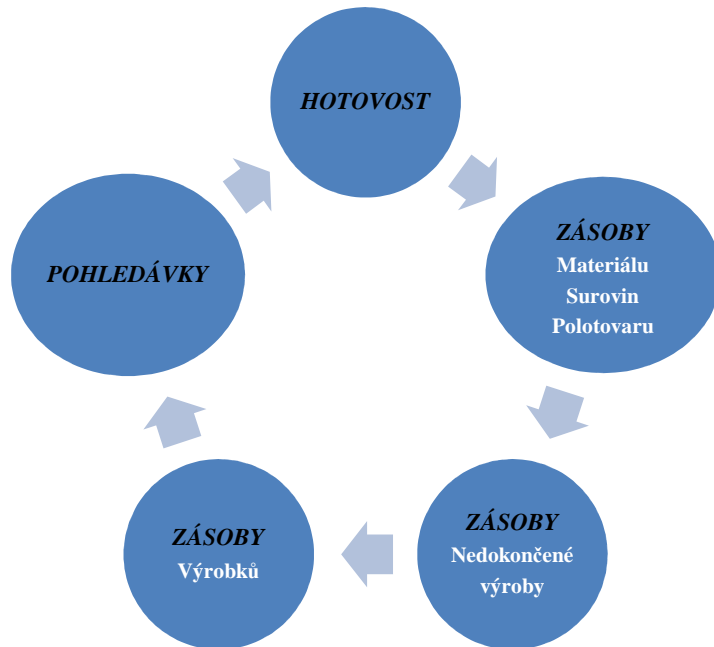 HOTOVOST
ZÁSOBY
Materiálu
Surovin
Polotovaru
ZÁSOBY
Nedokončené
výroby
ZÁSOBY
Výrobků
POHLEDÁVKY